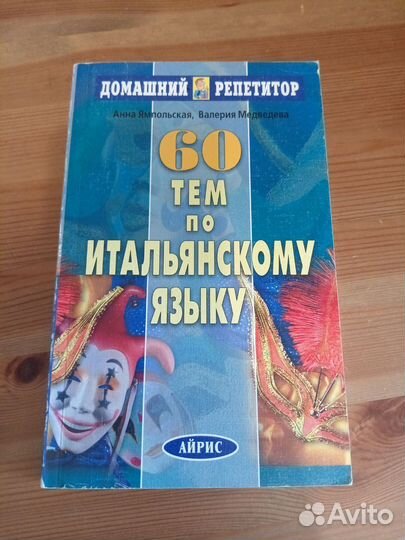 ДОМАШНИЙ РЕПЕТИТОР
Анна Ямпольская, Валерия Медведева
60
ТЕМ
ПО
ИТАЛЬЯНСКОМУ
ЯЗЫКУ
АЙРИС
Avito